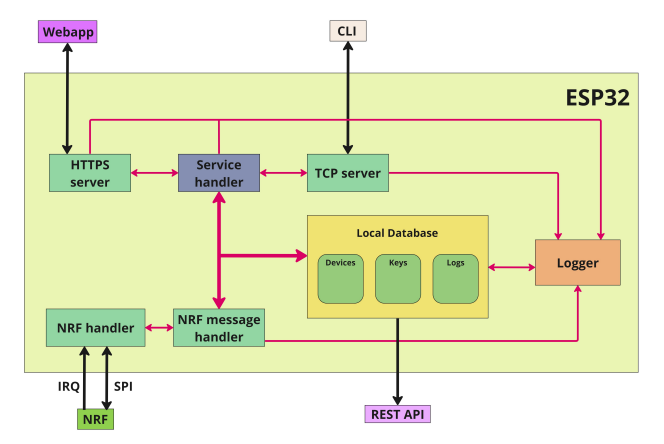 Webapp
CLI
ESP32
HTTPS
server
Service
handler
TCP server
Local Database
Devices
Keys
Logs
Logger
NRF handler
NRF message
handler
IRQ
SPI
NRF
REST API